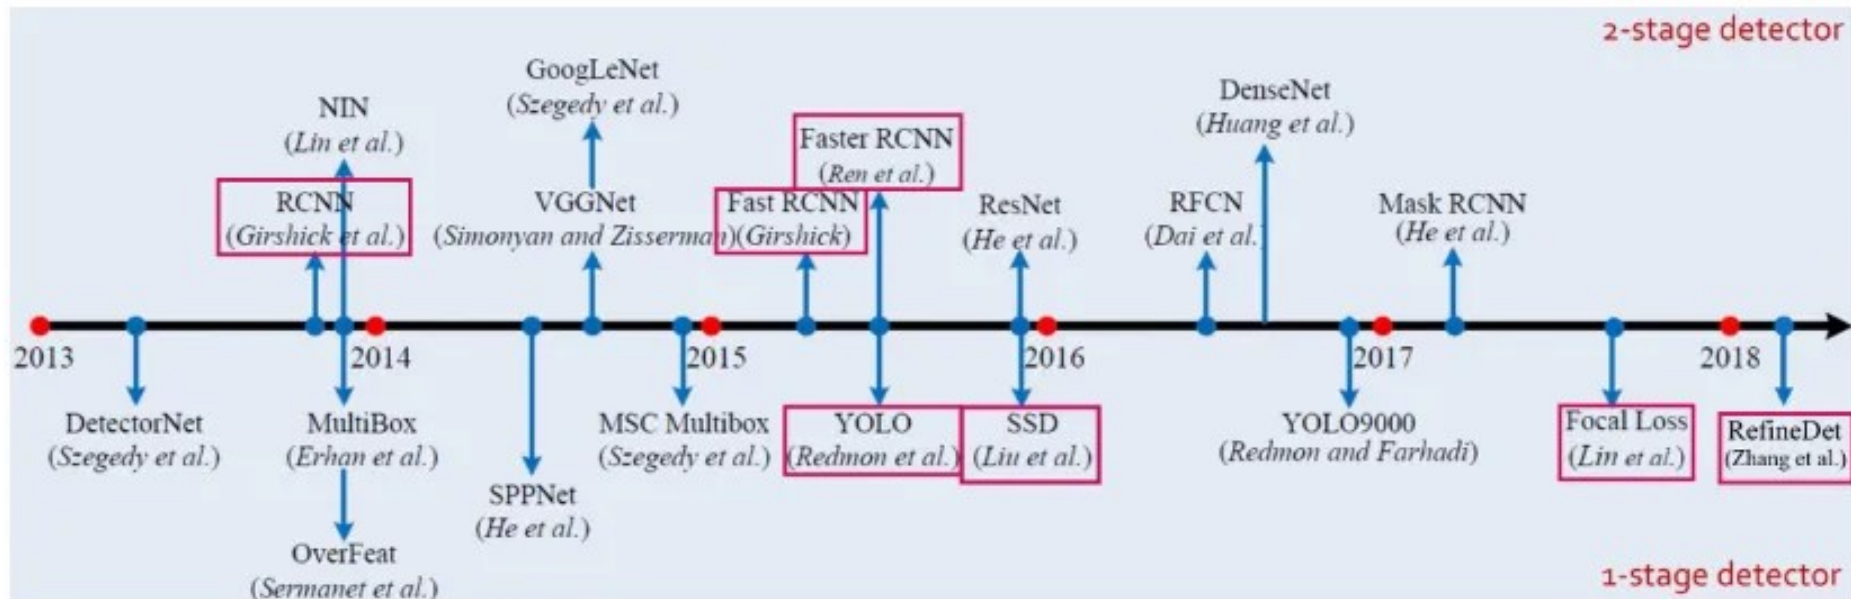 2-stage detector
GoogLeNet
(Szegedy et al.)
DenseNet
(Huang et al.)
NIN
(Lin et al.)
Faster RCNN
(Ren et al.)
RCNN
(Girshick et al.)
VGGNet
(Simonyan and Zisserman)
Fast RCNN
(Girshick)
ResNet
(He et al.)
RFCN
(Dai et al.
Mask RCNN
(He et al.)
2013
2014
2015
2016
2017
2018
DetectorNet
(Szegedy et al.)
MultiBox
(Erhan et al.)
MSC Multibox
(Szegedy et al.)
YOLO
(Redmon et al.)
SSD
(Liu et al.)
YOLO9000
(Redmon and Farhadi)
Focal Loss
(Lin et al.)
RefineDet
(Zhang et al.)
SPPNet
(He et al.)
OverFeat
(Sermanet et al.)
1-stage detector